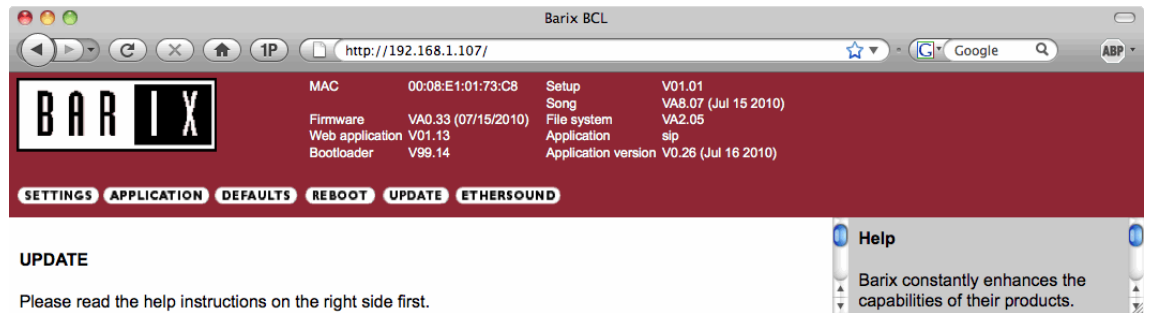 Barix BCL
1P http://192.168.1.107/ G Google ABP
BARIX
MAC 00:08:E1:01:73:C8 Setup V01.01
Song VA8.07 (Jul 15 2010)
Firmware VA0.33 (07/15/2010) File system VA2.05
Web application V01.13 Application sip
Bootloader V99.14 Application version V0.26 (Jul 16 2010)
SETTINGS APPLICATION DEFAULTS REBOOT UPDATE ETHERSOUND
UPDATE
Please read the help instructions on the right side first.
Help
Barix constantly enhances the
capabilities of their products.